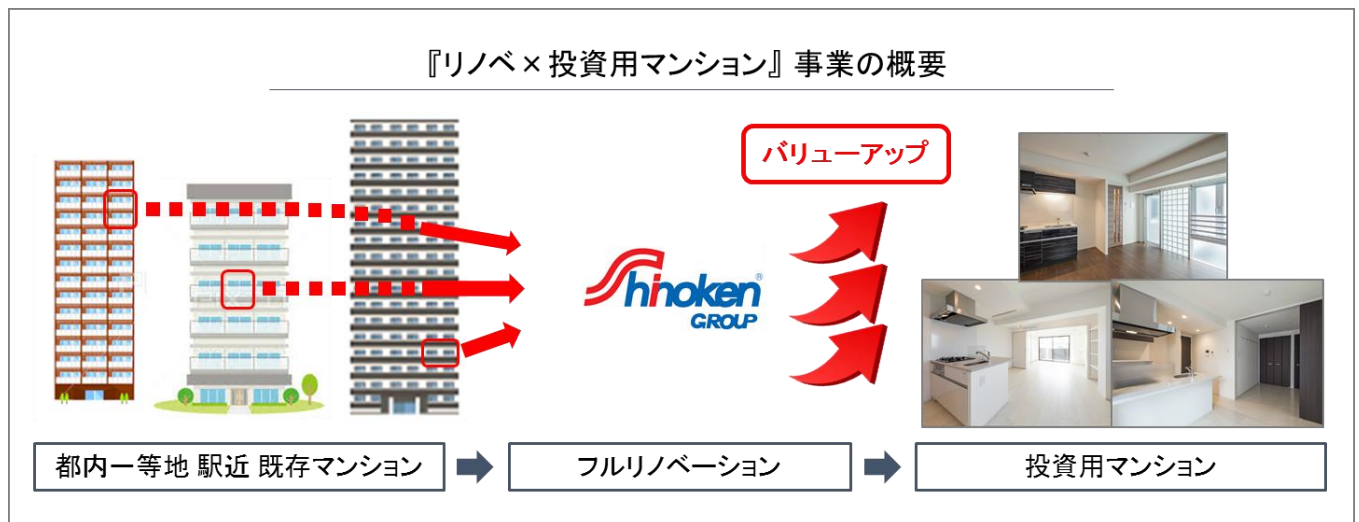 『リノベ×投資用マンション』 事業の概要
バリューアップ
Shinoken®
GROUP
都内一等地 駅近 既存マンション
フルリノベーション
投資用マンション